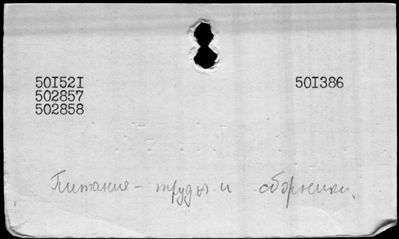 50I52I 50I386
502857
502858
Питание - труды и сборники.